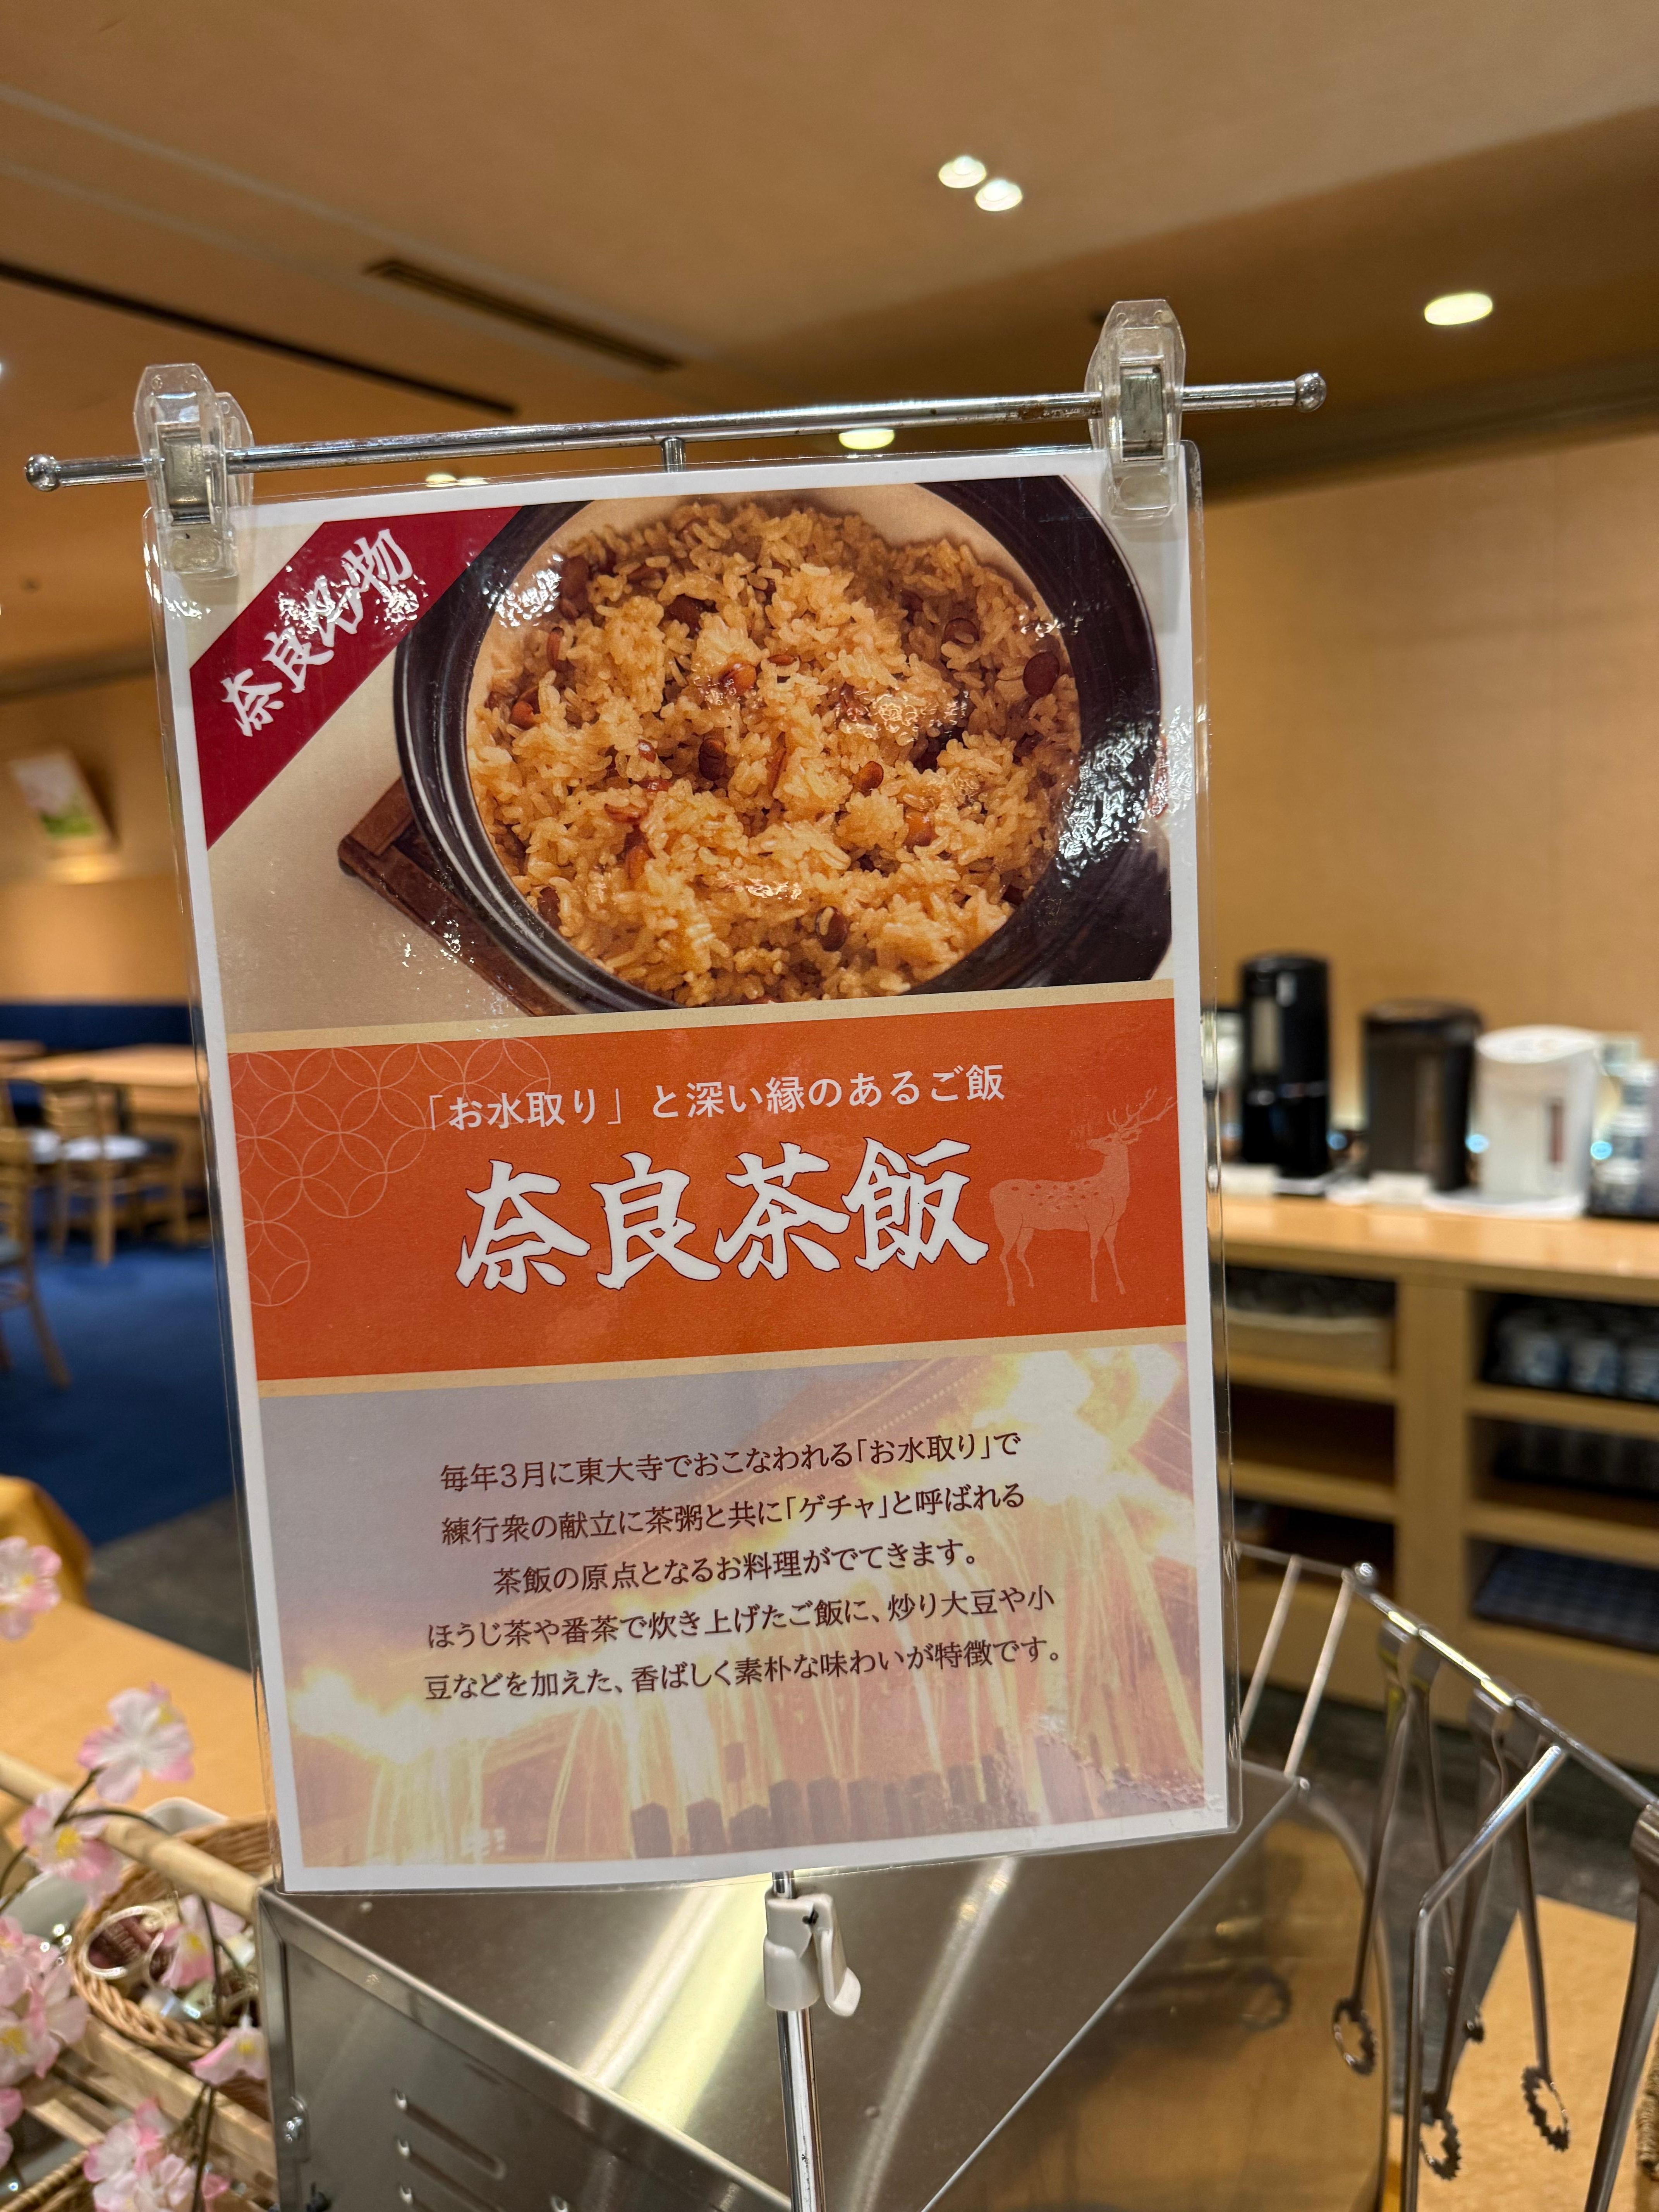 奈良名物
「お水取り」と深い縁のあるご飯
奈良茶飯
毎年3月に東大寺でおこなわれる「お水取り」で
練行衆の献立に茶粥と共に「ゲチャ」と呼ばれる
茶飯の原点となるお料理がでてきます。
ほうじ茶や番茶で炊き上げたご飯に、炒り大豆や小
豆などを加えた、香ばしく素朴な味わいが特徴です。